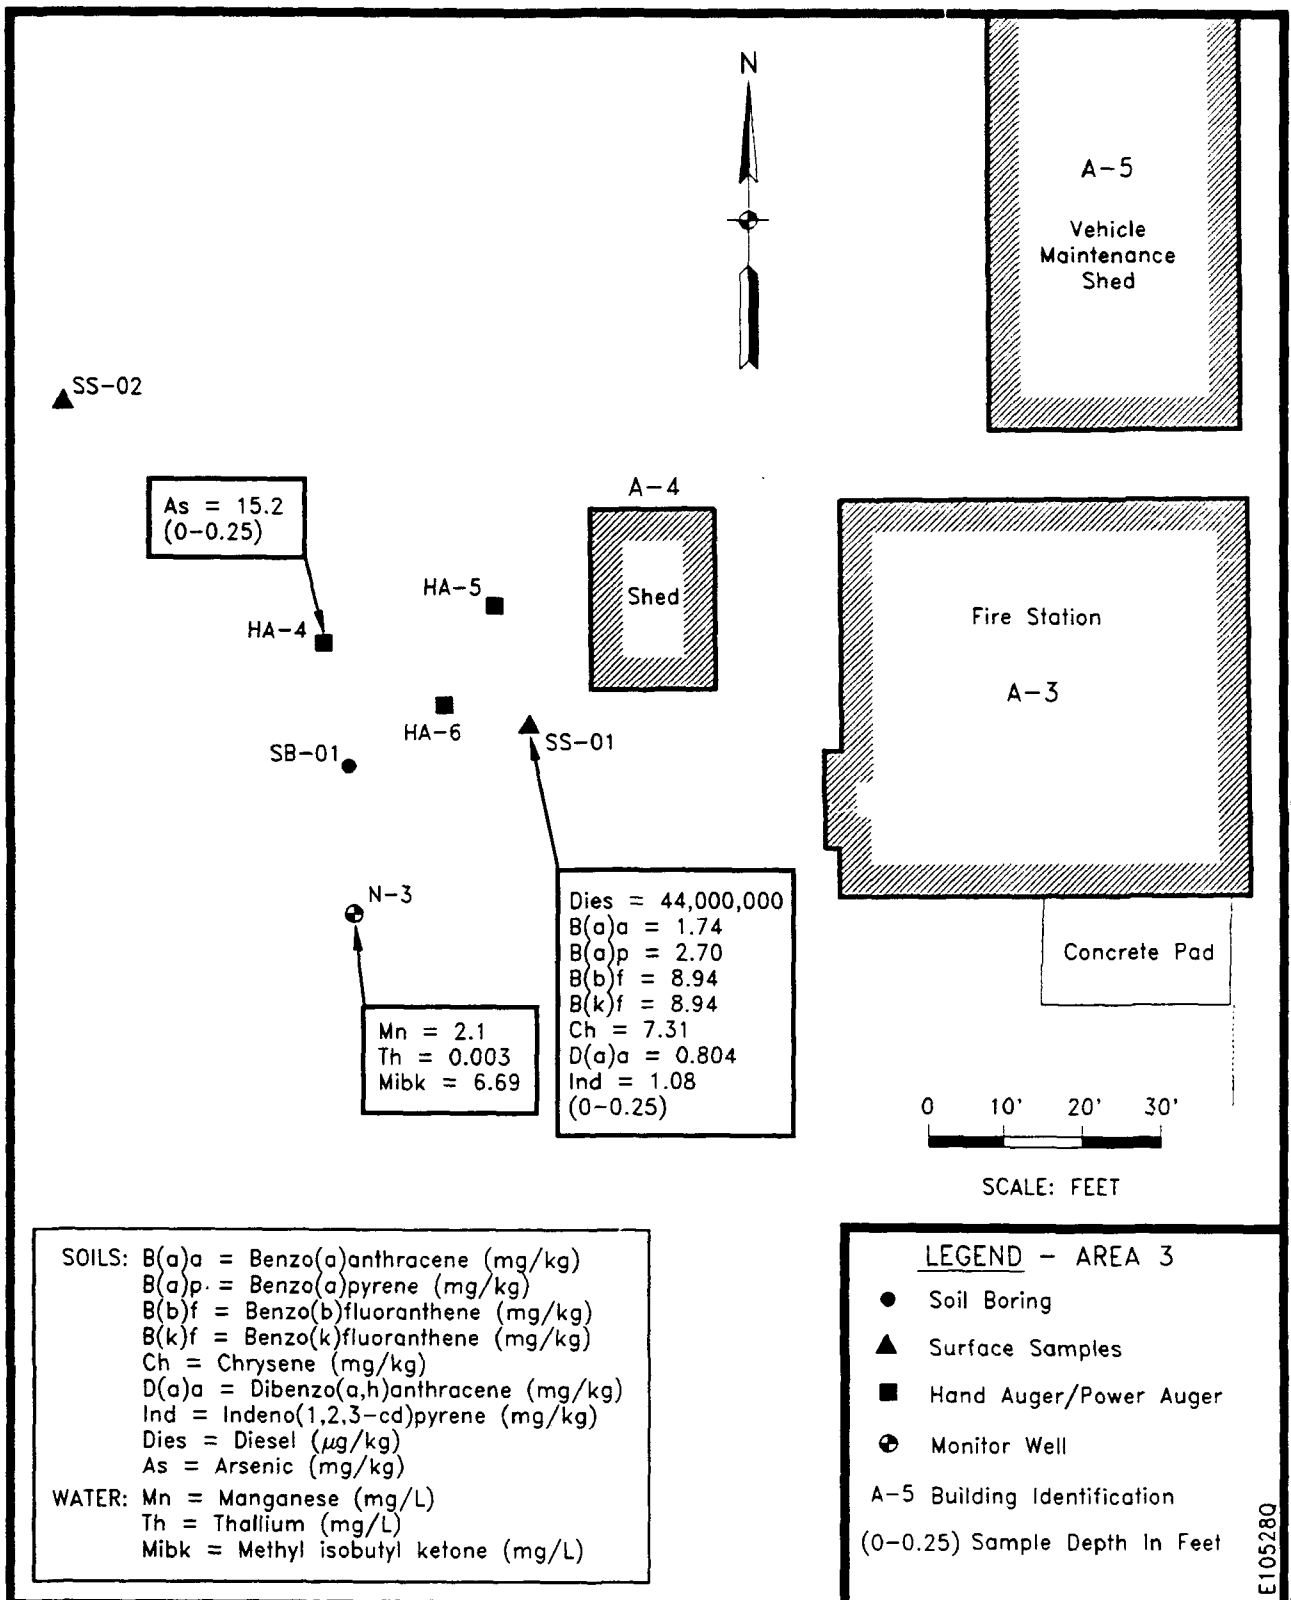 N
A-5
Vehicle
Maintenance
Shed
SS-02
As = 15.2
(0-0.25)
A-4
Shed
HA-5
HA-4
Fire Station
A-3
HA-6
SS-01
SB-01
N-3
Dies = 44,000,000
B(a)a = 1.74
B(a)p = 2.70
B(b)f = 8.94
B(k)f = 8.94
Ch = 7.31
D(a)a = 0.804
Ind = 1.08
(0-0.25)
Concrete Pad
Mn = 2.1
Th = 0.003
Mibk = 6.69
0 10' 20' 30'
SCALE: FEET
SOILS: B(a)a = Benzo(a)anthracene (mg/kg)
B(a)p = Benzo(a)pyrene (mg/kg)
B(b)f = Benzo(b)fluoranthene (mg/kg)
B(k)f = Benzo(k)fluoranthene (mg/kg)
Ch = Chrysene (mg/kg)
D(a)a = Dibenzo(a,h)anthracene (mg/kg)
Ind = Indeno(1,2,3-cd)pyrene (mg/kg)
Dies = Diesel (μg/kg)
As = Arsenic (mg/kg)
WATER: Mn = Manganese (mg/L)
Th = Thallium (mg/L)
Mibk = Methyl isobutyl ketone (mg/L)
LEGEND - AREA 3
Soil Boring
Surface Samples
Hand Auger/Power Auger
Monitor Well
A-5 Building Identification
(0-0.25) Sample Depth In Feet
E10528Q